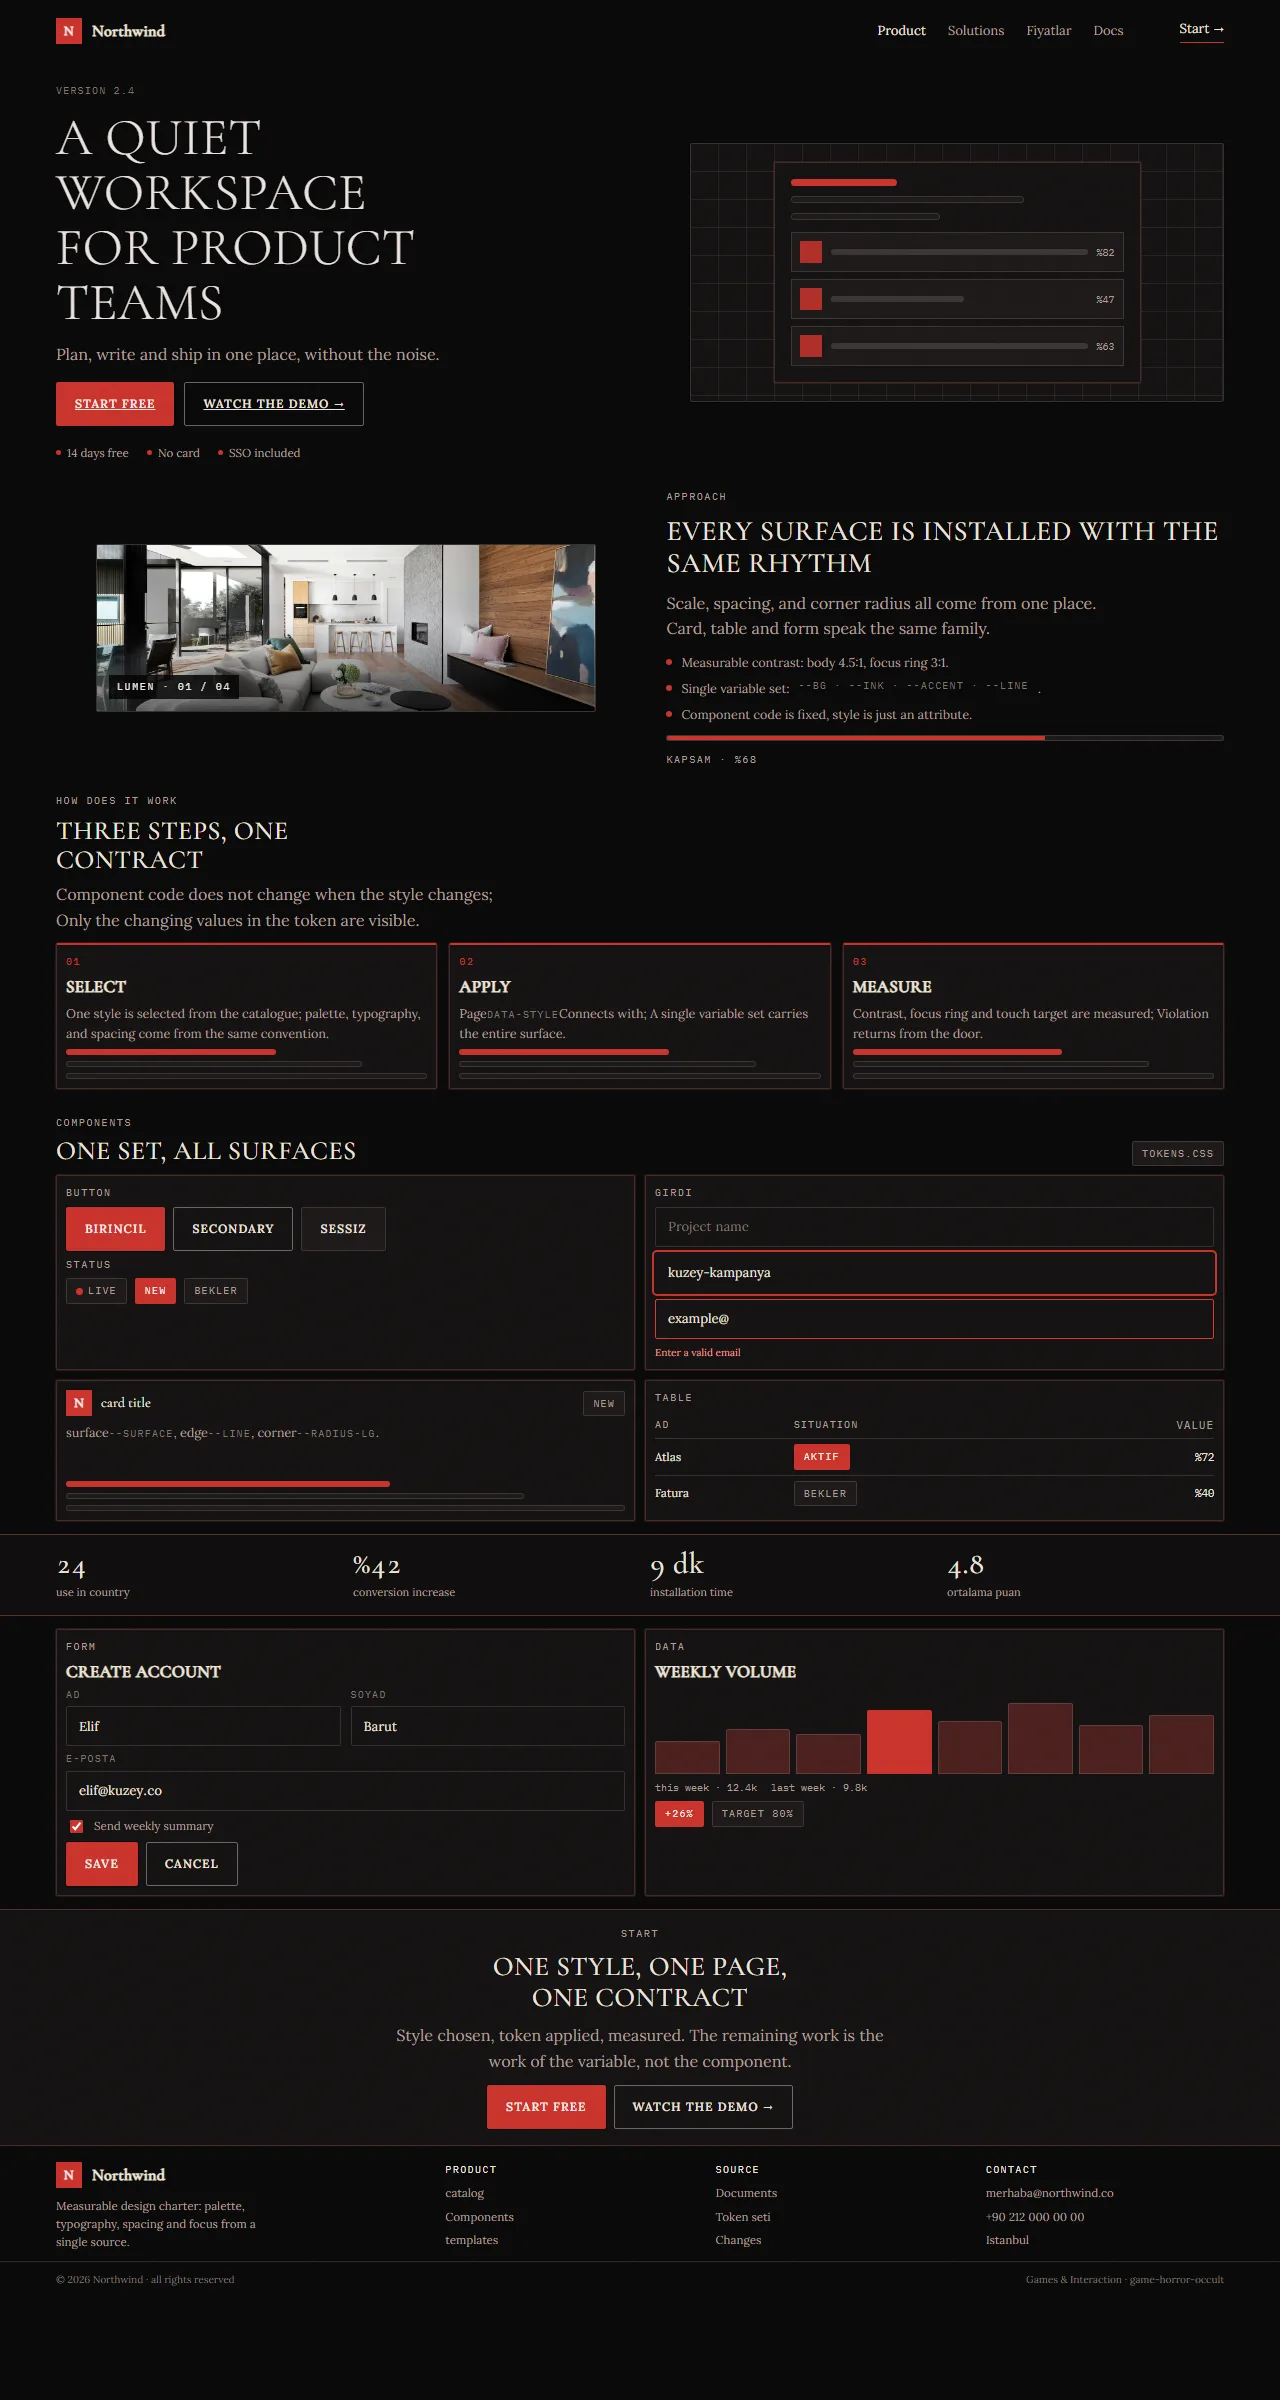 N Northwind
Product Solutions Fiyatlar Docs Start →
VERSION 2.4
A QUIET
WORKSPACE
FOR PRODUCT
TEAMS
Plan, write and ship in one place, without the noise.
START FREE WATCH THE DEMO →
14 days free No card SSO included
%82
%47
%63
LUMEN · 01 / 04
APPROACH
EVERY SURFACE IS INSTALLED WITH THE
SAME RHYTHM
Scale, spacing, and corner radius all come from one place.
Card, table and form speak the same family.
Measurable contrast: body 4.5:1, focus ring 3:1.
Single variable set: --BG · --INK · --ACCENT · --LINE .
Component code is fixed, style is just an attribute.
KAPSAM · %68
HOW DOES IT WORK
THREE STEPS, ONE
CONTRACT
Component code does not change when the style changes;
Only the changing values in the token are visible.
01
SELECT
One style is selected from the catalogue; palette, typography,
and spacing come from the same convention.
02
APPLY
PageDATA-STYLEConnects with; A single variable set carries
the entire surface.
03
MEASURE
Contrast, focus ring and touch target are measured; Violation
returns from the door.
COMPONENTS
ONE SET, ALL SURFACES
TOKENS.CSS
BUTTON
BIRINCIL SECONDARY SESSIZ
STATUS
LIVE NEW BEKLER
GIRDI
Project name
kuzey-kampanya
example@
Enter a valid email
N card title NEW
surface--SURFACE, edge--LINE, corner--RADIUS-LG.
TABLE
AD SITUATION VALUE
Atlas AKTIF %72
Fatura BEKLER %40
24
use in country
%42
conversion increase
9 dk
installation time
4.8
ortalama puan
FORM
CREATE ACCOUNT
AD SOYAD
Elif Barut
E-POSTA
elif@kuzey.co
Send weekly summary
SAVE CANCEL
DATA
WEEKLY VOLUME
this week · 12.4k last week · 9.8k
+26% TARGET 80%
START
ONE STYLE, ONE PAGE,
ONE CONTRACT
Style chosen, token applied, measured. The remaining work is the
work of the variable, not the component.
START FREE WATCH THE DEMO →
N Northwind
Measurable design charter: palette,
typography, spacing and focus from a
single source.
PRODUCT
catalog
Components
templates
SOURCE
Documents
Token seti
Changes
CONTACT
merhaba@northwind.co
+90 212 000 00 00
Istanbul
© 2026 Northwind · all rights reserved
Games & Interaction · game-horror-occult